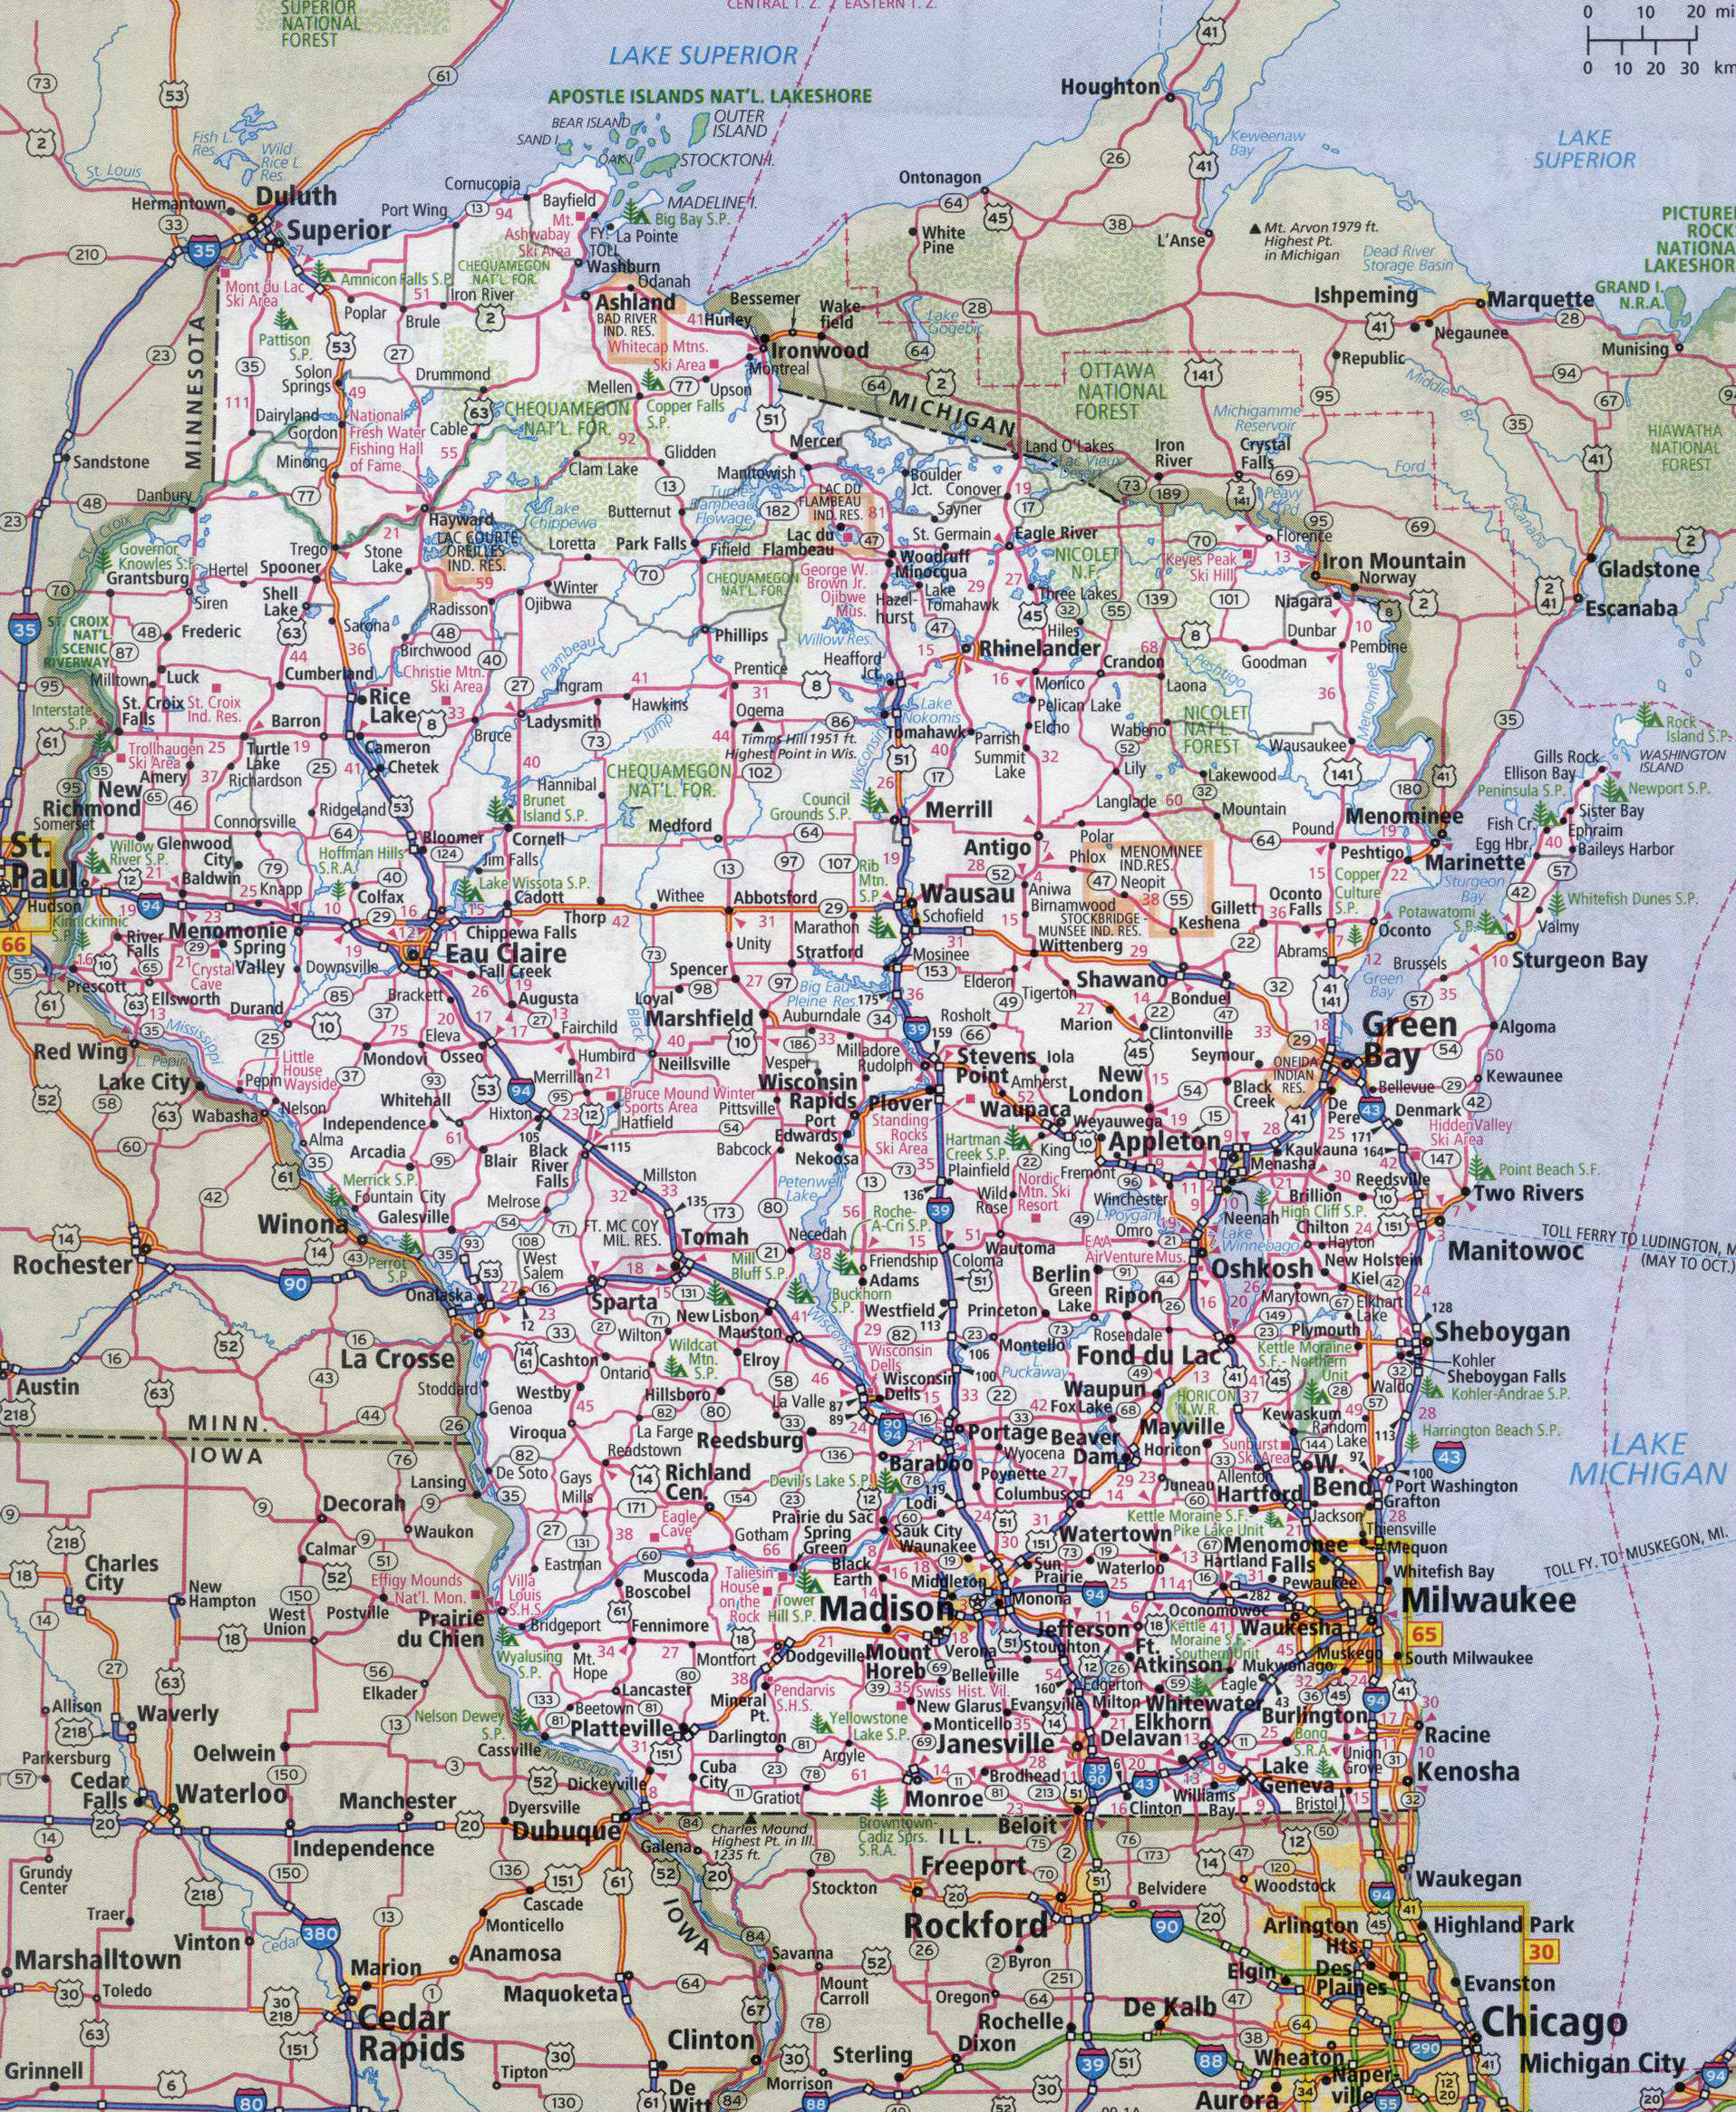 SUPERIOR
NATIONAL
FOREST
CENTRAL T. Z. / EASTERN T. Z.
LAKE SUPERIOR
APOSTLE ISLANDS NAT'L. LAKESHORE
BEAR ISLAND
OUTER
ISLAND
SAND I.
OAK I.
STOCKTON I.
MADELINE I.
Big Bay S.P.
La Pointe
Houghton
Keweenaw
Bay
LAKE
SUPERIOR
0 10 20 mi
0 10 20 30 km
Fish L.
Res.
Wild
Rice L.
Res.
St. Louis
Hermantown
Duluth
Superior
Port Wing
Cornucopia
Bayfield
Mt.
Ashwabay
Ski Area
FY.
TOLL
Washburn
Odanah
Ashland
BAD RIVER
IND. RES.
Whitecap Mtns.
Ski Area
Ontonagon
White
Pine
L'Anse
Mt. Arvon 1979 ft.
Highest Pt.
in Michigan
Dead River
Storage Basin
PICTURE
ROCK
NATIONA
LAKESHOR
GRAND I.
N.R.A.
Ishpeming
Marquette
Negaunee
Munising
Republic
Mont du Lac
Ski Area
Amnicon Falls S.P.
CHEQUAMEGON
NAT'L. FOR.
Iron River
Poplar
Brule
Pattison
S.P.
Solon
Springs
Drummond
Mellen
Upson
Copper Falls
S.P.
Bessemer
Wake-
field
Hurley
Ironwood
Montreal
Lake
Gogebic
MICHIGAN
OTTAWA
NATIONAL
FOREST
Michigamme
Reservoir
HIAWATHA
NATIONAL
FOREST
MINNESOTA
Sandstone
Dairyland
Gordon
Minong
National
Fresh Water
Fishing Hall
of Fame
Cable
CHEQUAMEGON
NAT'L. FOR.
Clam Lake
Glidden
Mercer
Manitowish
Land O'Lakes
Lac Vieux
Desert
Iron
River
Crystal
Falls
Danbury
Hayward
LAC COURTE
OREILLES
IND. RES.
Lake
Chippewa
Butternut
Turtle
Flambeau
Flowage
LAC DU
FLAMBEAU
IND. RES.
Boulder
Jct.
Conover
Sayner
St. Germain
Eagle River
Peavy
Pd.
Ford
Escanaba
Florence
Governor
Knowles S.F.
Grantsburg
Hertel
Siren
Trego
Spooner
Stone
Lake
Loretta
Park Falls
Fifield
Lac du
Flambeau
Woodruff
Minocqua
Lake
Tomahawk
Hazel-
hurst
George W.
Brown Jr.
Ojibwe
Mus.
NICOLET
N.F.
Three Lakes
Keyes Peak
Ski Hill
Iron Mountain
Norway
Niagara
Gladstone
Escanaba
ST. CROIX
NAT'L
SCENIC
RIVERWAY
Shell
Lake
Frederic
Sarona
Radisson
Winter
Ojibwa
Phillips
Willow Res.
Heafford
Jct.
Rhinelander
Hiles
Crandon
Laona
Dunbar
Goodman
Pembine
Milltown
Luck
Cumberland
Birchwood
Christie Mtn.
Ski Area
Flambeau
Prentice
Ingram
Hawkins
Ogema
Timms Hill 1951 ft.
Highest Point in Wis.
Lake
Nokomis
Tomahawk
Monico
Pelican Lake
Elcho
Parrish
Summit
Lake
Wabeno
Lily
NICOLET
NAT'L.
FOREST
Peshtigo
Menominee
Wausaukee
Interstate
S.P.
St. Croix
Falls
St. Croix
Ind. Res.
Barron
Rice
Lake
Bruce
Ladysmith
Jump
Trollhaugen
Ski Area
Amery
Turtle
Lake
Richardson
Cameron
Chetek
Hannibal
Brunet
Island S.P.
CHEQUAMEGON
NAT'L. FOR.
Council
Grounds S.P.
Merrill
Langlade
Lakewood
Mountain
Menominee
Gills Rock
Ellison Bay
Peninsula S.P.
Rock
Island S.P.
WASHINGTON
ISLAND
Newport S.P.
Sister Bay
Fish Cr.
Ephraim
Egg Hbr.
Baileys Harbor
New
Richmond
Somerset
Connorsville
Ridgeland
Bloomer
Cornell
Medford
Antigo
Polar
Phlox
Pound
Peshtigo
Marinette
St.
Paul
Hudson
Willow
River S.P.
Glenwood
City
Baldwin
Knapp
Hoffman Hills
S.R.A.
Colfax
Jim Falls
Lake Wissota S.P.
Cadott
Thorp
Withee
Abbotsford
Rib
Mtn.
S.P.
Wausau
Schofield
Aniwa
Birnamwood
MENOMINEE
IND.RES.
Neopit
STOCKBRIDGE -
MUNSEE IND. RES.
Keshena
Gillett
Oconto
Falls
Copper
Culture
S.P.
Oconto
Sturgeon
Bay
Whitefish Dunes S.P.
Potawatomi
S.P.
Valmy
Kinnickinnic
S.P.
River
Falls
Menomonie
Spring
Valley
Crystal
Cave
Downsville
Chippewa Falls
Eau Claire
Fall Creek
Unity
Marathon
Stratford
Mosinee
Wittenberg
Elderon
Tigerton
Shawano
Bonduel
Abrams
Brussels
Sturgeon Bay
Prescott
Ellsworth
Durand
Brackett
Augusta
Spencer
Loyal
Marshfield
Big Eau
Pleine Res.
Auburndale
Rosholt
Marion
Clintonville
Green
Bay
Green
Bay
Algoma
Red Wing
Mississippi
L. Pepin
Lake City
Pepin
Little
House
Wayside
Mondovi
Eleva
Osseo
Fairchild
Humbird
Merrillan
Neillsville
Black
Vesper
Milladore
Rudolph
Stevens
Point
Iola
Amherst
Seymour
ONEIDA
INDIAN
RES.
Bellevue
Kewaunee
Wabasha
Nelson
Alma
Independence
Whitehall
Hixton
Bruce Mound Winter
Sports Area
Hatfield
Pittsville
Wisconsin
Rapids
Plover
Port
Edwards
Nekoosa
Babcock
Standing
Rocks
Ski Area
Waupaca
Hartman
Creek S.P.
King
Weyauwega
New
London
Black
Creek
Appleton
De
Pere
Denmark
Hidden Valley
Ski Area
Kaukauna
Menasha
Arcadia
Blair
Black
River
Falls
Millston
Merrick S.P.
Fountain City
Galesville
Melrose
Winona
Petenwell
Lake
Plainfield
Wild
Rose
Nordic
Mtn. Ski
Resort
Fremont
Winchester
L.Poygan
Omro
Neenah
High Cliff S.P.
Brillion
Reedsville
Chilton
Hayton
Point Beach S.F.
Two Rivers
Manitowoc
TOLL FERRY TO LUDINGTON, M
(MAY TO OCT.)
Rochester
Perrot
S.P.
West
Salem
FT. MC COY
MIL. RES.
Tomah
Mill
Bluff S.P.
Necedah
Roche-
A-Cri S.P.
Friendship
Adams
Buckhorn
S.P.
Coloma
Wautoma
EAA
AirVenture Mus.
Berlin
Green
Lake
Ripon
Oshkosh
Lake
Winnebago
New Holstein
Kiel
Marytown
Elkhart
Lake
Onalaska
La Crosse
Sparta
Wilton
New Lisbon
Mauston
Westfield
Princeton
Montello
Rosendale
Fond du Lac
Plymouth
Kettle Moraine
S.F.- Northern
Unit
Sheboygan
Kohler
Sheboygan Falls
Kohler-Andrae S.P.
Waldo
Austin
Stoddard
Genoa
Cashton
Westby
Viroqua
Ontario
Wildcat
Mtn.
S.P.
Elroy
Hillsboro
La Valle
La Farge
Wisconsin
Dells
Wisconsin
Dells
L.
Puckaway
Waupun
Fox Lake
HORICON
N.W.R.
Mayville
Horicon
Kewaskum
Random
Lake
Harrington Beach S.P.
MINN.
IOWA
De Soto
Readstown
Gays
Mills
Richland
Cen.
Reedsburg
Baraboo
Devil's Lake S.P.
Portage
Wyocena
Poynette
Beaver
Dam
Columbus
Juneau
Sunburst
Ski Area
Allenton
Hartford
W.
Bend
Jackson
Port Washington
Grafton
LAKE
MICHIGAN
Lansing
Decorah
Waukon
Calmar
Eastman
Eagle
Cave
Gotham
Prairie du Sac
Spring
Green
Sauk City
Lodi
Waunakee
Watertown
Kettle Moraine S.F.-
Pike Lake Unit
Menomonee
Falls
Thiensville
Mequon
TOLL FY. TO MUSKEGON, MI.
Charles
City
New
Hampton
West
Union
Postville
Effigy Mounds
Nat'l. Mon.
Prairie
du Chien
Villa
Louis
S.H.S.
Bridgeport
Muscoda
Boscobel
Taliesin
House
on the
Rock
Tower
Hill S.P.
Black
Earth
Middleton
Madison
Monona
Sun
Prairie
Waterloo
Hartland
Pewaukee
Oconomowoc
Whitefish Bay
Milwaukee
Waukesha
Wyalusing
S.P.
Mt.
Hope
Fennimore
Montfort
Dodgeville
Mount
Horeb
Verona
Stoughton
Belleville
Jefferson
Ft.
Atkinson
Kettle
Moraine S.F.-
Southern Unit
Mukwonago
Muskego
South Milwaukee
Elkader
Allison
Waverly
Lancaster
Beetown
Platteville
Mineral
Pt.
Pendarvis
S.H.S.
Swiss Hist. Vil.
New Glarus
Evansville
Edgerton
Milton
Whitewater
Eagle
Burlington
Nelson Dewey
S.P.
Cassville
Mississippi
Darlington
Yellowstone
Lake S.P.
Argyle
Monticello
Janesville
Elkhorn
Delavan
Bong
S.R.A.
Union
Grove
Racine
Parkersburg
Oelwein
Cedar
Falls
Waterloo
Manchester
Dyersville
Dickeyville
Cuba
City
Gratiot
Monroe
Brodhead
Clinton
Williams
Bay
Lake
Geneva
Bristol
Kenosha
Independence
Dubuque
Galena
Charles Mound
Highest Pt. in Ill.
1235 ft.
Browntown-
Cadiz Sprs.
S.R.A.
ILL.
Beloit
Grundy
Center
Traer
Vinton
Cedar
Cascade
Monticello
IOWA
Stockton
Freeport
Rockford
Belvidere
Woodstock
Waukegan
Marshalltown
Toledo
Marion
Anamosa
Cedar
Rapids
Maquoketa
Savanna
Mount
Carroll
Byron
Oregon
Arlington
Hts.
Highland Park
Elgin
Des
Plaines
Evanston
Grinnell
Tipton
Clinton
De
Witt
Morrison
Sterling
Dixon
Rochelle
De Kalb
Wheaton
Naper-
ville
Aurora
Chicago
Michigan City